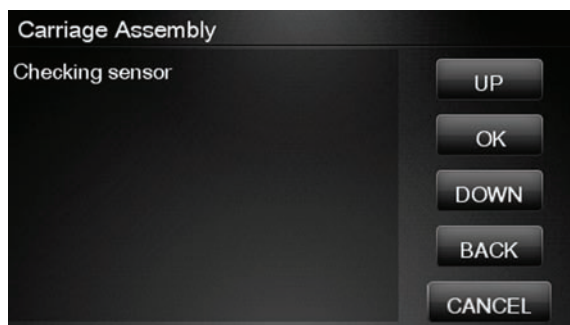 Carriage Assembly
Checking sensor
UP
OK
DOWN
BACK
CANCEL